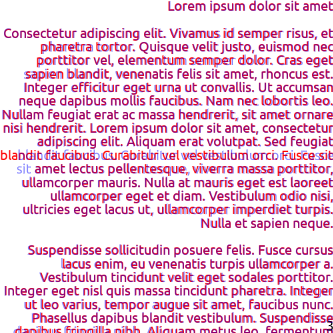 Lorem ipsum dolor sit amet
Consectetur adipiscing elit. Vivamus id semper risus, et
pharetra tortor. Quisque velit justo, euismod nec
porttitor vel, elementum semper dolor. Cras eget
sapien blandit, venenatis felis sit amet, rhoncus est.
Integer efficitur eget urna ut convallis. Ut accumsan
neque dapibus mollis faucibus. Nam nec lobortis leo.
Nullam feugiat erat ac massa hendrerit, sit amet ornare
nisi hendrerit. Lorem ipsum dolor sit amet, consectetur
adipiscing elit. Aliquam erat volutpat. Sed feugiat
blandit faucibus. Curabitur vel vestibulum orci. Fusce sit
sit amet lectus pellentesque, viverra massa porttitor,
ullamcorper mauris. Nulla at mauris eget est laoreet
ullamcorper eget et diam. Vestibulum odio nisi,
ultricies eget lacus ut, ullamcorper imperdiet turpis.
Nulla et sapien neque.
Suspendisse sollicitudin posuere felis. Fusce cursus
lacus enim, eu venenatis turpis ullamcorper a.
Vestibulum tincidunt velit eget sodales porttitor.
Integer eget nisl quis massa tincidunt pharetra. Integer
ut leo varius, tempor augue sit amet, faucibus nunc.
Phasellus dapibus blandit vestibulum. Suspendisse
dapibus fringilla nibh. Aliquam metus leo, fermentum